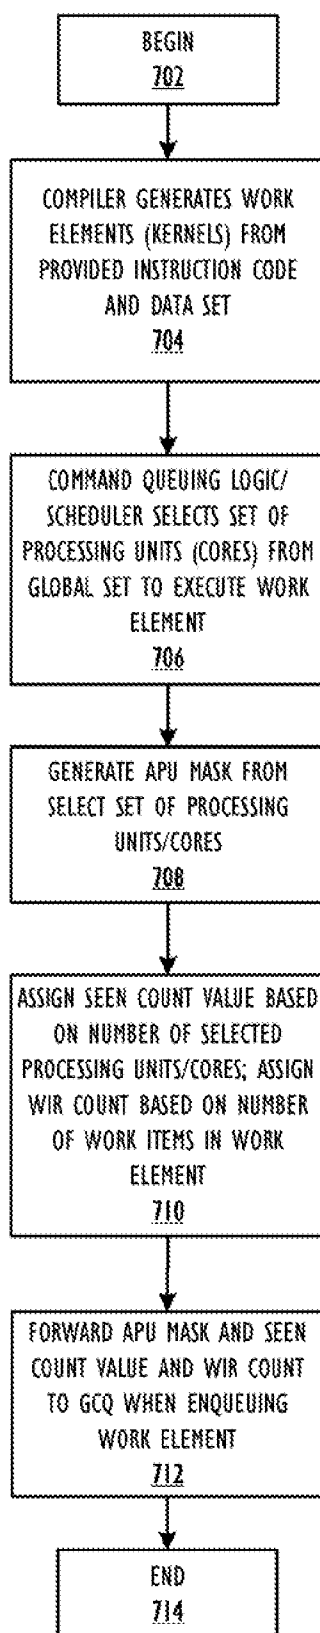 BEGIN
702
COMPILER GENERATES WORK
ELEMENTS (KERNELS) FROM
PROVIDED INSTRUCTION CODE
AND DATA SET
704
COMMAND QUEUING LOGIC/
SCHEDULER SELECTS SET OF
PROCESSING UNITS (CORES) FROM
GLOBAL SET TO EXECUTE WORK
ELEMENT
706
GENERATE APU MASK FROM
SELECT SET OF PROCESSING
UNITS/CORES
708
ASSIGN SEEN COUNT VALUE BASED
ON NUMBER OF SELECTED
PROCESSING UNITS/CORES; ASSIGN
WIR COUNT BASED ON NUMBER
OF WORK ITEMS IN WORK
ELEMENT
710
FORWARD APU MASK AND SEEN
COUNT VALUE AND WIR COUNT
TO GCQ WHEN ENQUEUING
WORK ELEMENT
712
END
714